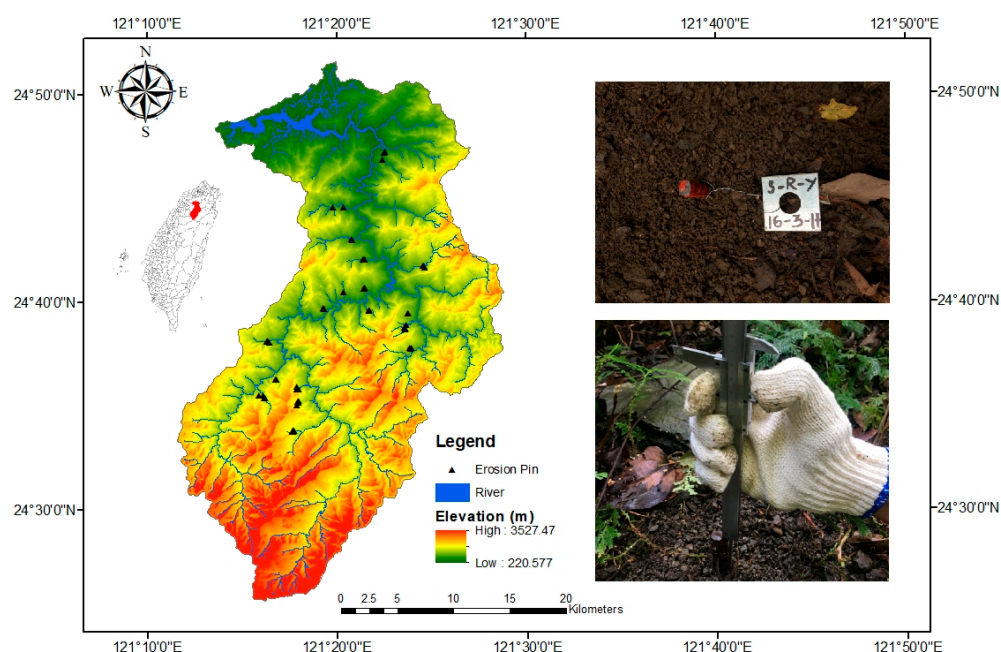 121°10'0"E 121°20'0"E 121°30'0"E 121°40'0"E 121°50'0"E
N
W E
S
24°50'0"N 24°50'0"N
3-R-Y
16-3-H
24°40'0"N 24°40'0"N
Legend
Erosion Pin
River
Elevation (m)
High : 3527.47
Low : 220.577
24°30'0"N 24°30'0"N
0 2.5 5 10 15 20
Kilometers
121°10'0"E 121°20'0"E 121°30'0"E 121°40'0"E 121°50'0"E